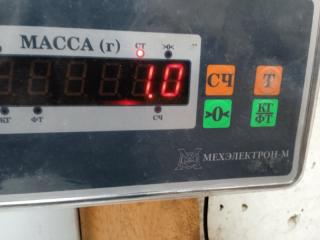 МАССА (г)
СТ >0<
1.0
СЧ Т
>0< КГ ФТ
КГ ФТ СЧ
МЕХЭЛЕКТРОН-М